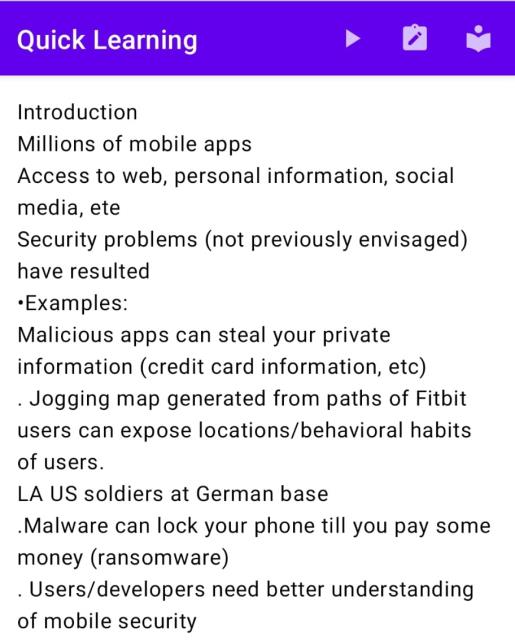 Quick Learning
Introduction
Millions of mobile apps
Access to web, personal information, social
media, ete
Security problems (not previously envisaged)
have resulted
•Examples:
Malicious apps can steal your private
information (credit card information, etc)
. Jogging map generated from paths of Fitbit
users can expose locations/behavioral habits
of users.
LA US soldiers at German base
.Malware can lock your phone till you pay some
money (ransomware)
. Users/developers need better understanding
of mobile security